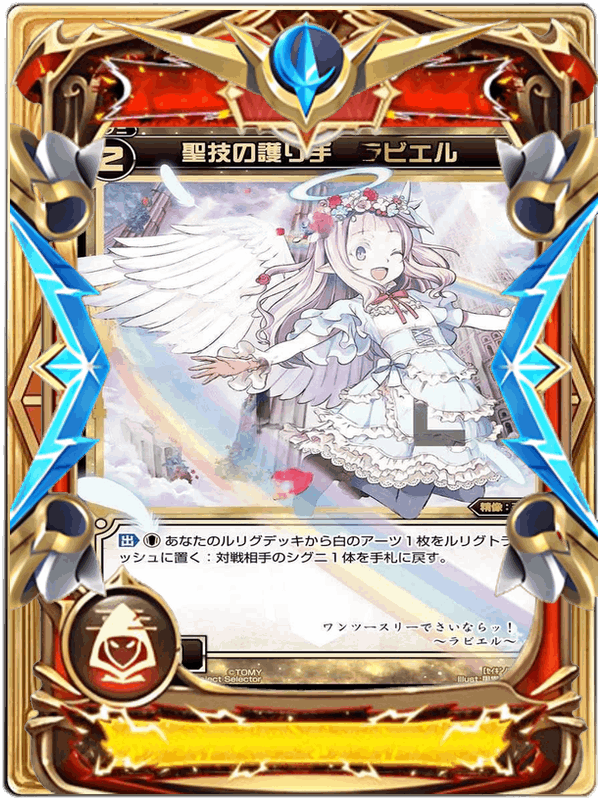 2
聖技の護り手 ラビエル
精像:
出 あなたのルリグデッキから白のアーツ1枚をルリグトラ
ッシュに置く:対戦相手のシグニ1体を手札に戻す。
ワンツースリーでさいならッ!
~ラビエル~
©TOMY
ect Selector
Illust: